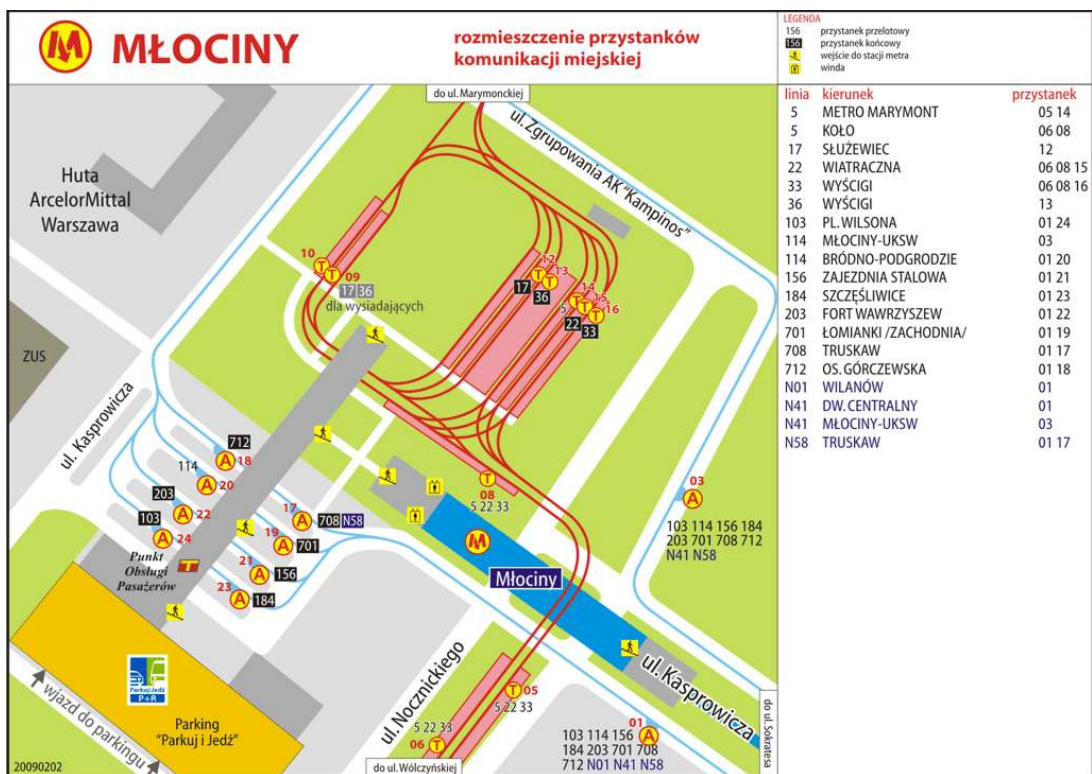 M MŁOCINY
rozmieszczenie przystanków
komunikacji miejskiej
LEGENDA
156 przystanek przelotowy
156 przystanek końcowy
wejście do stacji metra
winda
linia kierunek przystanek
5 METRO MARYMONT 05 14
5 KOŁO 06 08
17 SŁUŻEWIEC 12
22 WIATRACZNA 06 08 15
33 WYŚCIGI 06 08 16
36 WYŚCIGI 13
103 PL. WILSONA 01 24
114 MŁOCINY-UKSW 03
114 BRÓDNO-PODGRODZIE 01 20
156 ZAJEZDNIA STALOWA 01 21
184 SZCZĘŚLIWICE 01 23
203 FORT WAWRZYSZEW 01 22
701 ŁOMIANKI /ZACHODNIA/ 01 19
708 TRUSKAW 01 17
712 OS. GÓRCZEWSKA 01 18
N01 WILANÓW 01
N41 DW. CENTRALNY 01
N41 MŁOCINY-UKSW 03
N58 TRUSKAW 01 17
do ul. Marymonckiej
ul. Zgrupowania AK "Kampinos"
Huta
ArcelorMittal
Warszawa
10 T
T 09
17 36
dla wysiadających
T 12
T 13
17
36
14
T
5
T 15
T 16
22
33
ZUS
ul. Kasprowicza
712
A 18
114
A 20
203
A 22
103
A 24
17 A 708 N58
19 A 701
21 A 156
23 A 184
Punkt
Obsługi
Pasażerów
T
08
5 22 33
M
Młociny
03
A
103 114 156 184
203 701 708 712
N41 N58
ul. Kasprowicza
ul. Nocznickiego
T 05
5 22 33
5 22 33
06 T
01
A
103 114 156
184 203 701 708
712 N01 N41 N58
do ul. Sokratesa
do ul. Wólczyńskiej
Parkuj i Jedź
P+R
Parking
"Parkuj i Jedź"
wjazd do parkingu
20090202